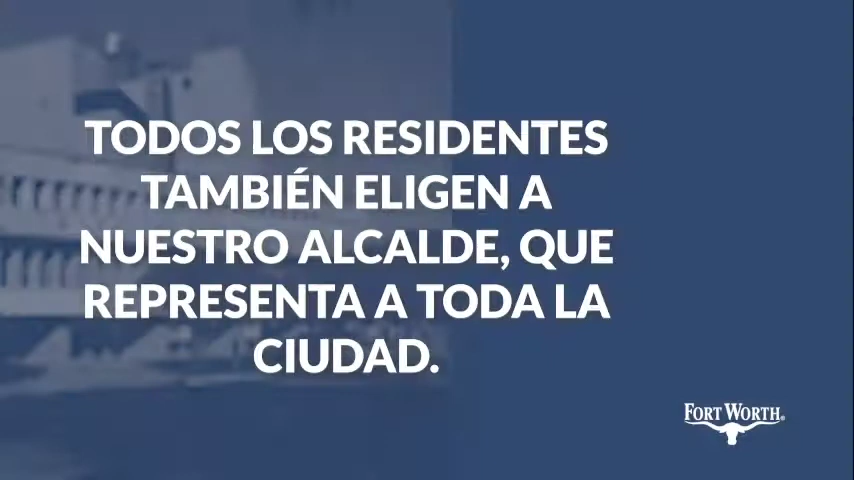 TODOS LOS RESIDENTES
TAMBIÉN ELIGEN A
NUESTRO ALCALDE, QUE
REPRESENTA A TODA LA
CIUDAD.
FORT WORTH®